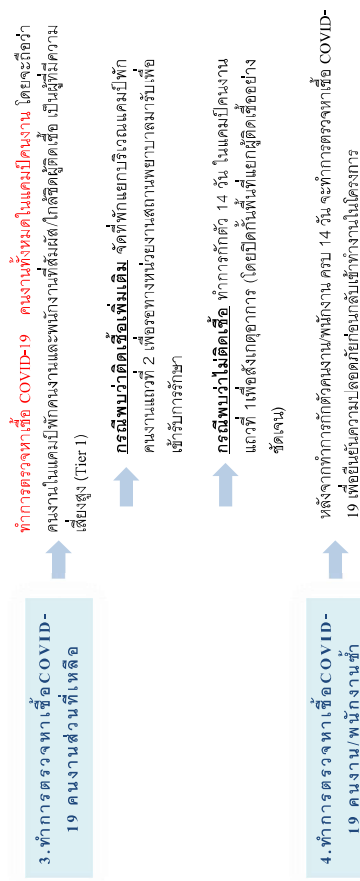 3.ทำการตรวจหาเชื้อCOVID-
19 คนงานส่วนที่เหลือ
ทำการตรวจหาเชื้อ COVID-19 คนงานทั้งหมดในแคมป์คนงาน โดยจะถือว่า
คนงานในแคมป์พักคนงานและพนักงานที่สัมผัส/ใกล้ชิดผู้ติดเชื้อ เป็นผู้ที่มีความ
เสี่ยงสูง (Tier 1)
กรณีพบว่าติดเชื้อเพิ่มเติม จัดที่พักแยกบริเวณแคมป์พัก
คนงานแถวที่ 2 เพื่อรอทางหน่วยงานสถานพยาบาลมารับเพื่อ
เข้ารับการรักษา
กรณีพบว่าไม่ติดเชื้อ ทำการกักตัว 14 วัน ในแคมป์คนงาน
แถวที่ 1เพื่อสังเกตุอาการ (โดยปิดกั้นพื้นที่แยกผู้ติดเชื้ออย่าง
ชัดเจน)
4.ทำการตรวจหาเชื้อCOVID-
19 คนงาน/พนักงานซ้ำ
หลังจากทำการกักตัวคนงาน/พนักงาน ครบ 14 วัน จะทำการตรวจหาเชื้อ COVID-
19 เพื่อยืนยันความปลอดภัยก่อนกลับเข้าทำงานในโครงการ